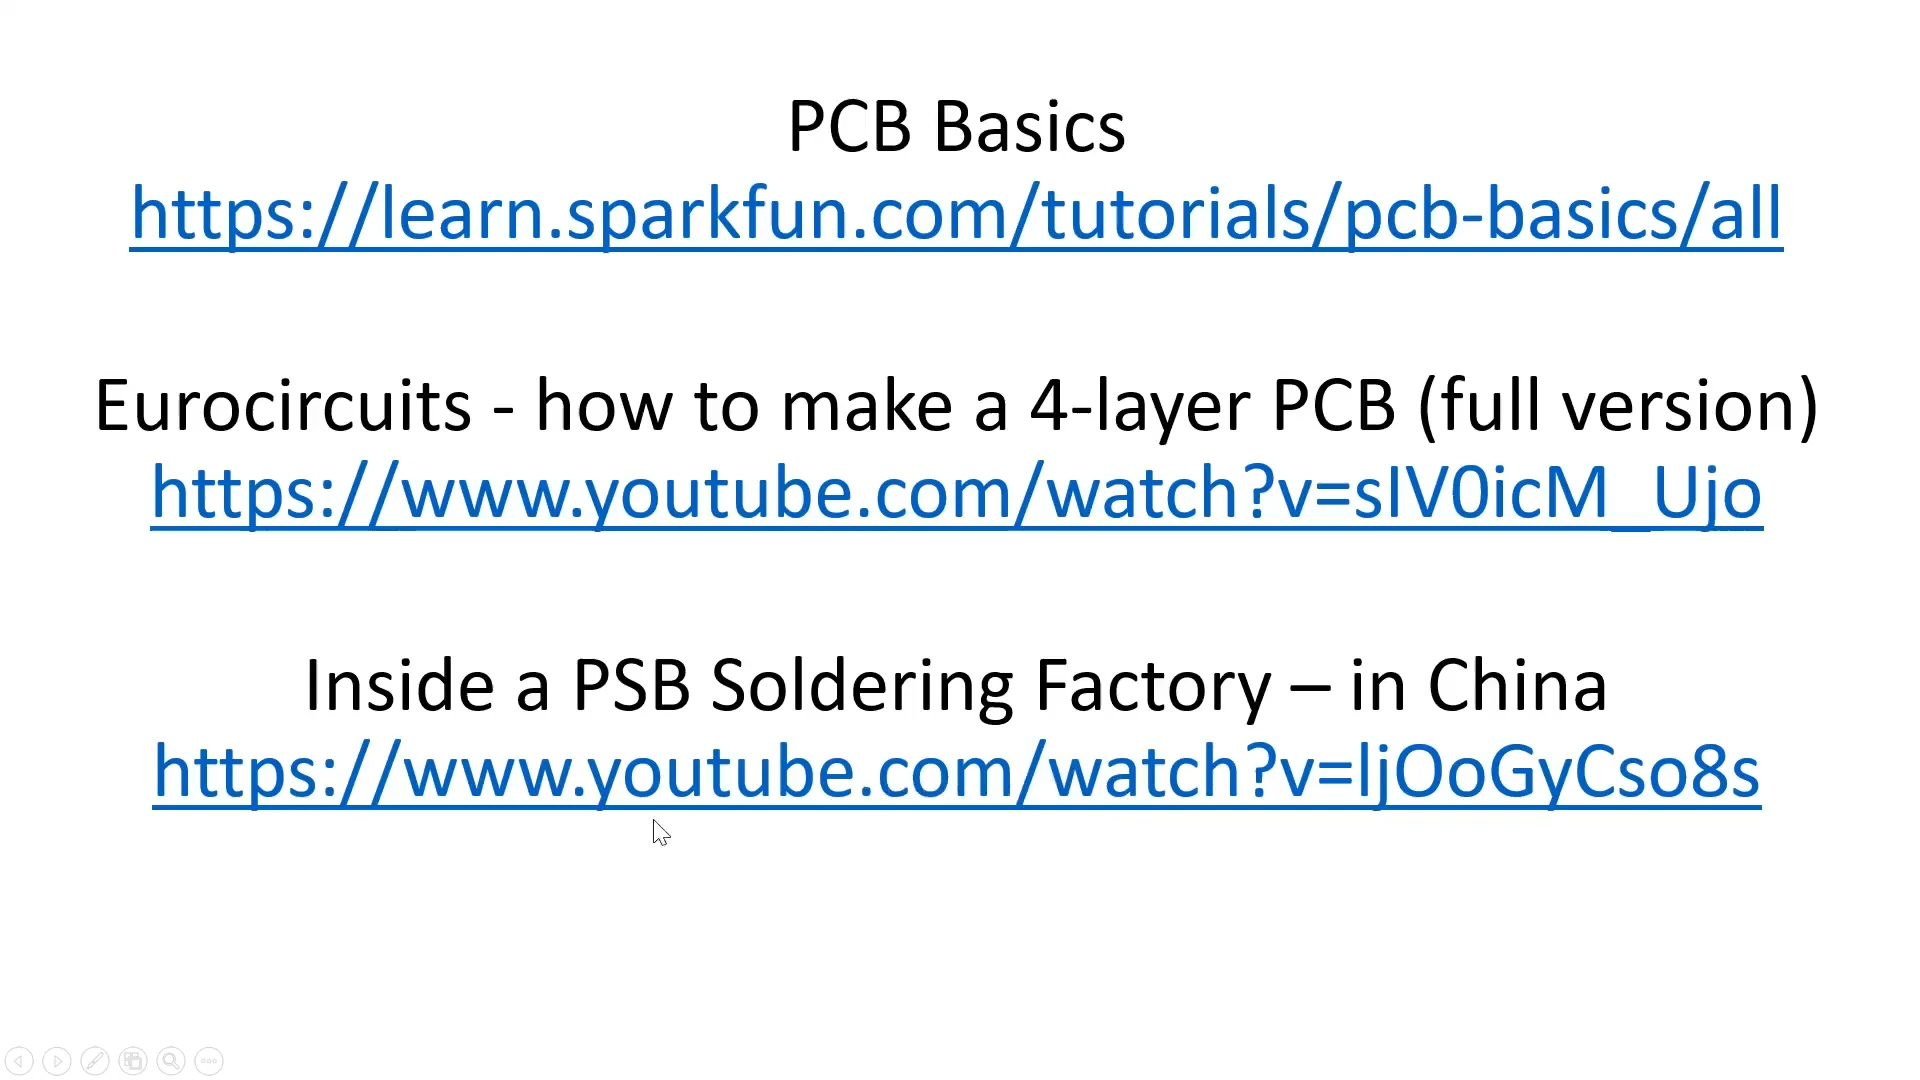 PCB Basics
https://learn.sparkfun.com/tutorials/pcb-basics/all
Eurocircuits - how to make a 4-layer PCB (full version)
https://www.youtube.com/watch?v=sIV0icM_Ujo
Inside a PSB Soldering Factory – in China
https://www.youtube.com/watch?v=ljOoGyCso8s